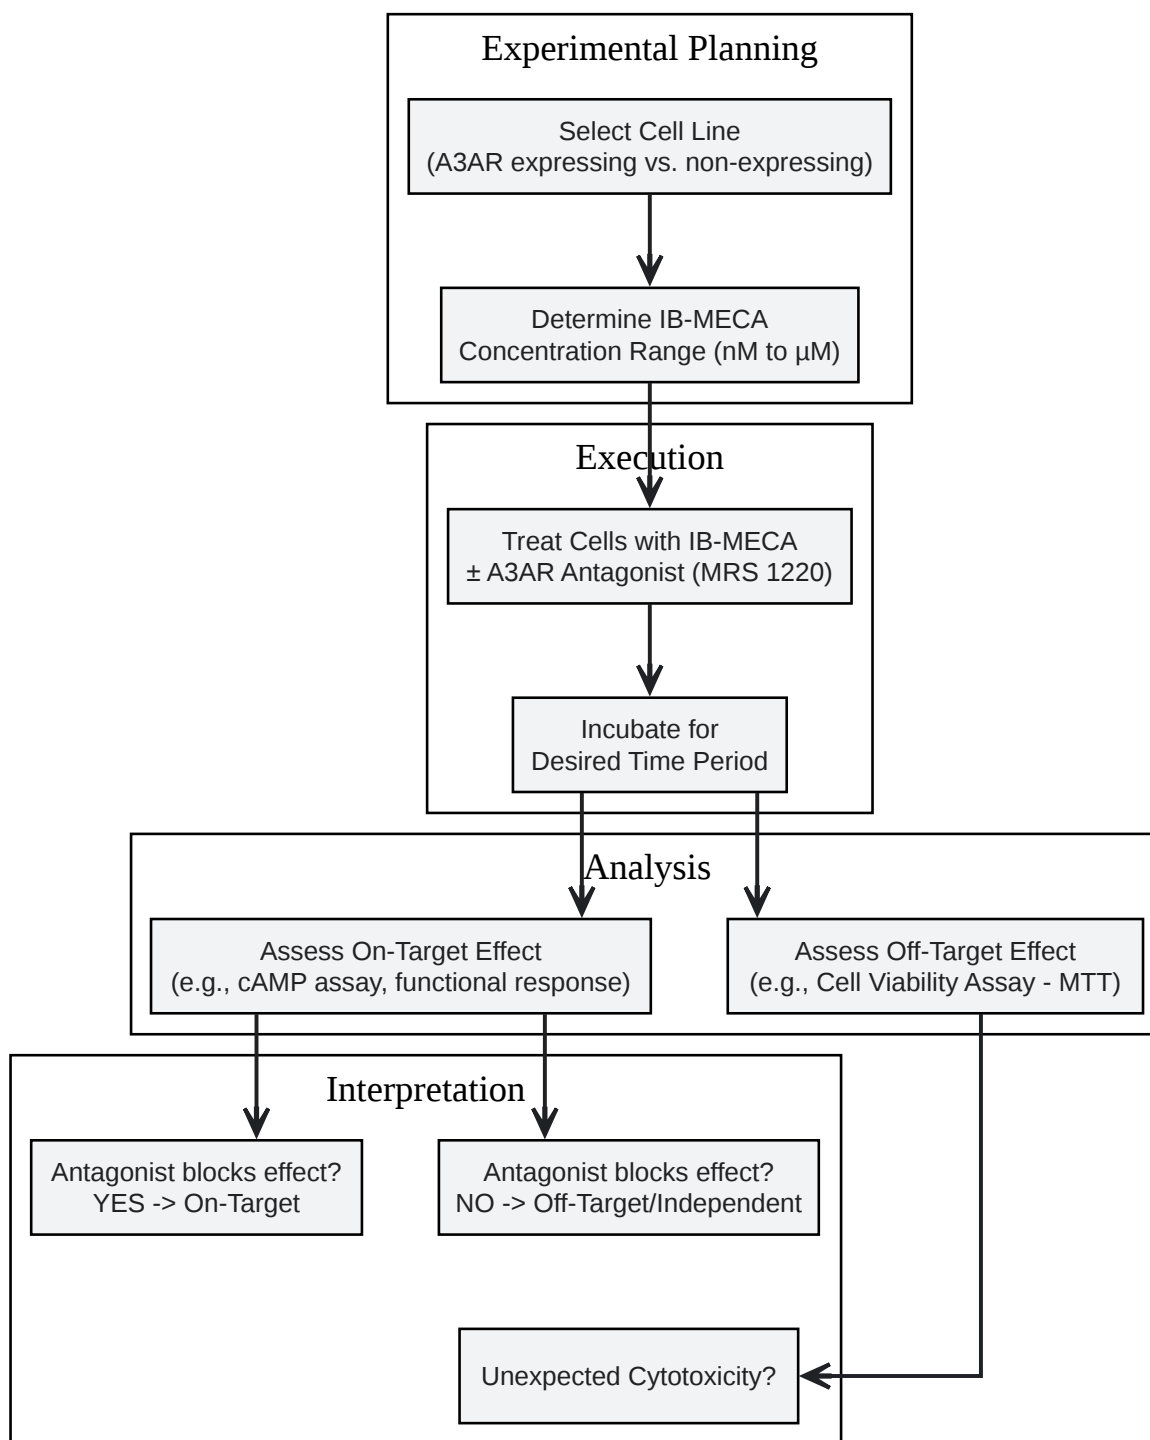 Experimental Planning
Select Cell Line
(A3AR expressing vs. non-expressing)
Determine IB-MECA
Concentration Range (nM to µM)
Execution
Treat Cells with IB-MECA
± A3AR Antagonist (MRS 1220)
Incubate for
Desired Time Period
Analysis
Assess On-Target Effect
(e.g., cAMP assay, functional response)
Assess Off-Target Effect
(e.g., Cell Viability Assay - MTT)
Interpretation
Antagonist blocks effect?
YES -> On-Target
Antagonist blocks effect?
NO -> Off-Target/Independent
Unexpected Cytotoxicity?